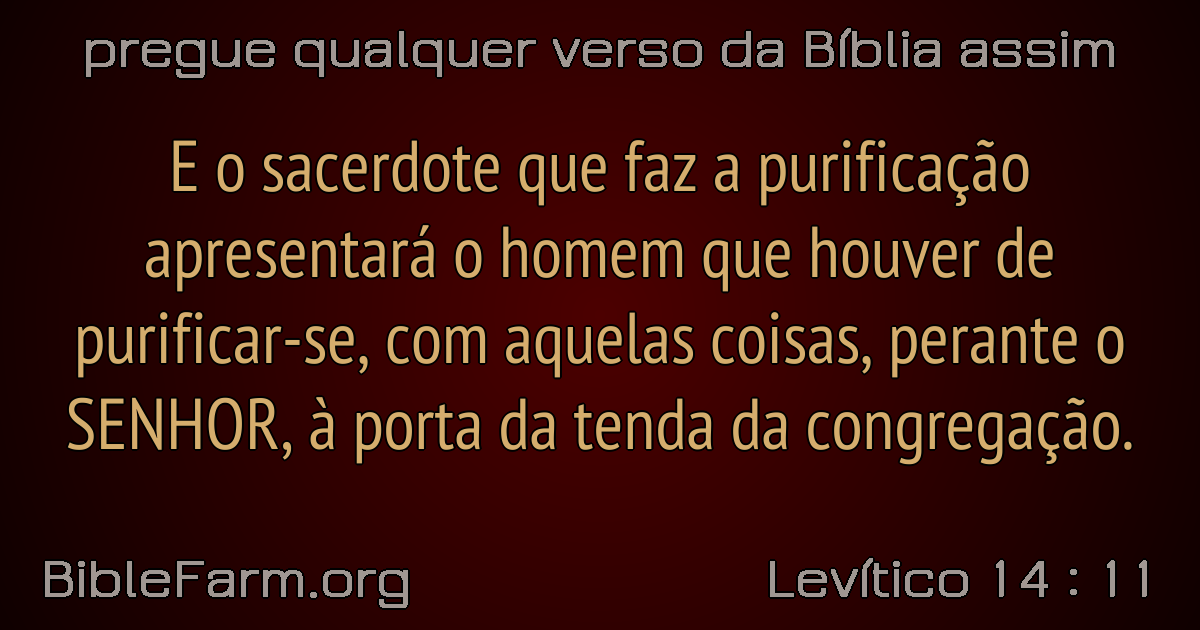 pregue qualquer verso da Bíblia assim
E o sacerdote que faz a purificação
apresentará o homem que houver de
purificar-se, com aquelas coisas, perante o
SENHOR, à porta da tenda da congregação.
BibleFarm.org
Levítico 14 : 11